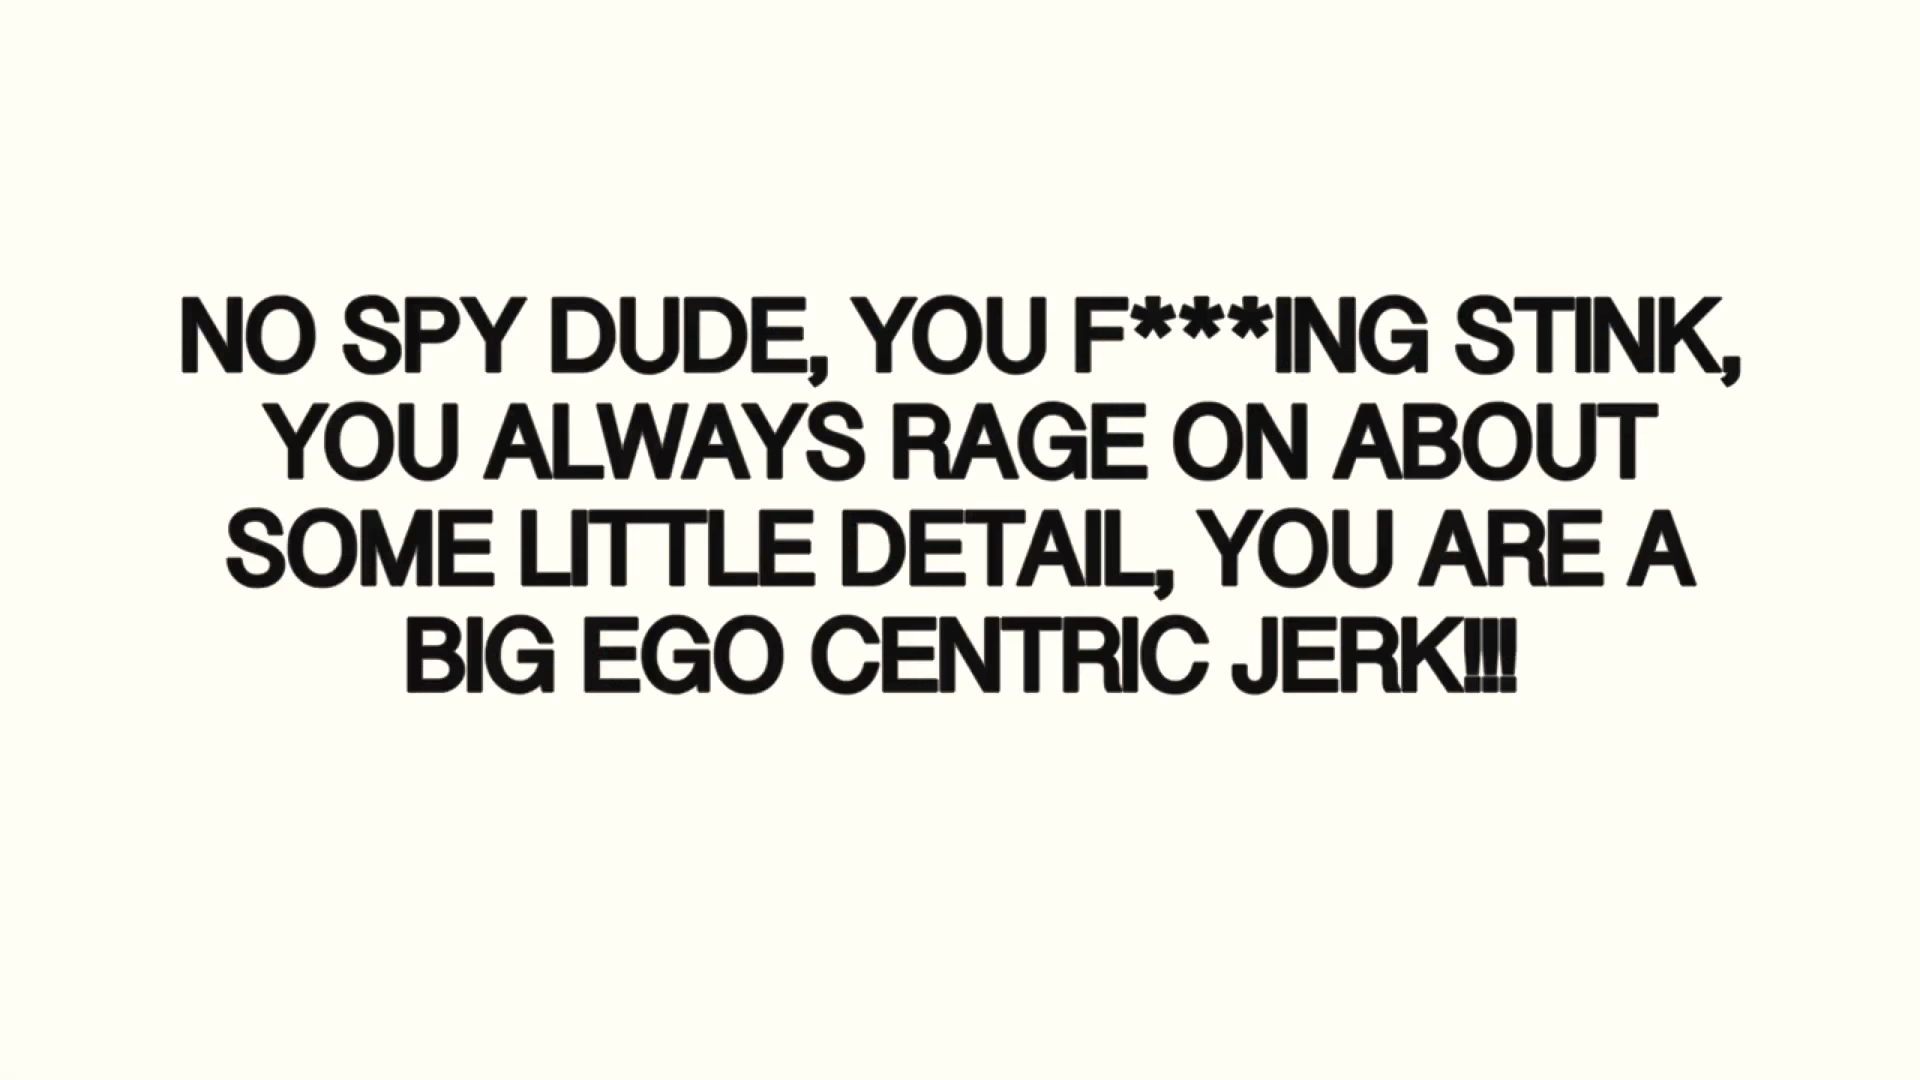 NO SPY DUDE, YOU F***ING STINK,
YOU ALWAYS RAGE ON ABOUT
SOME LITTLE DETAIL, YOU ARE A
BIG EGO CENTRIC JERK!!!